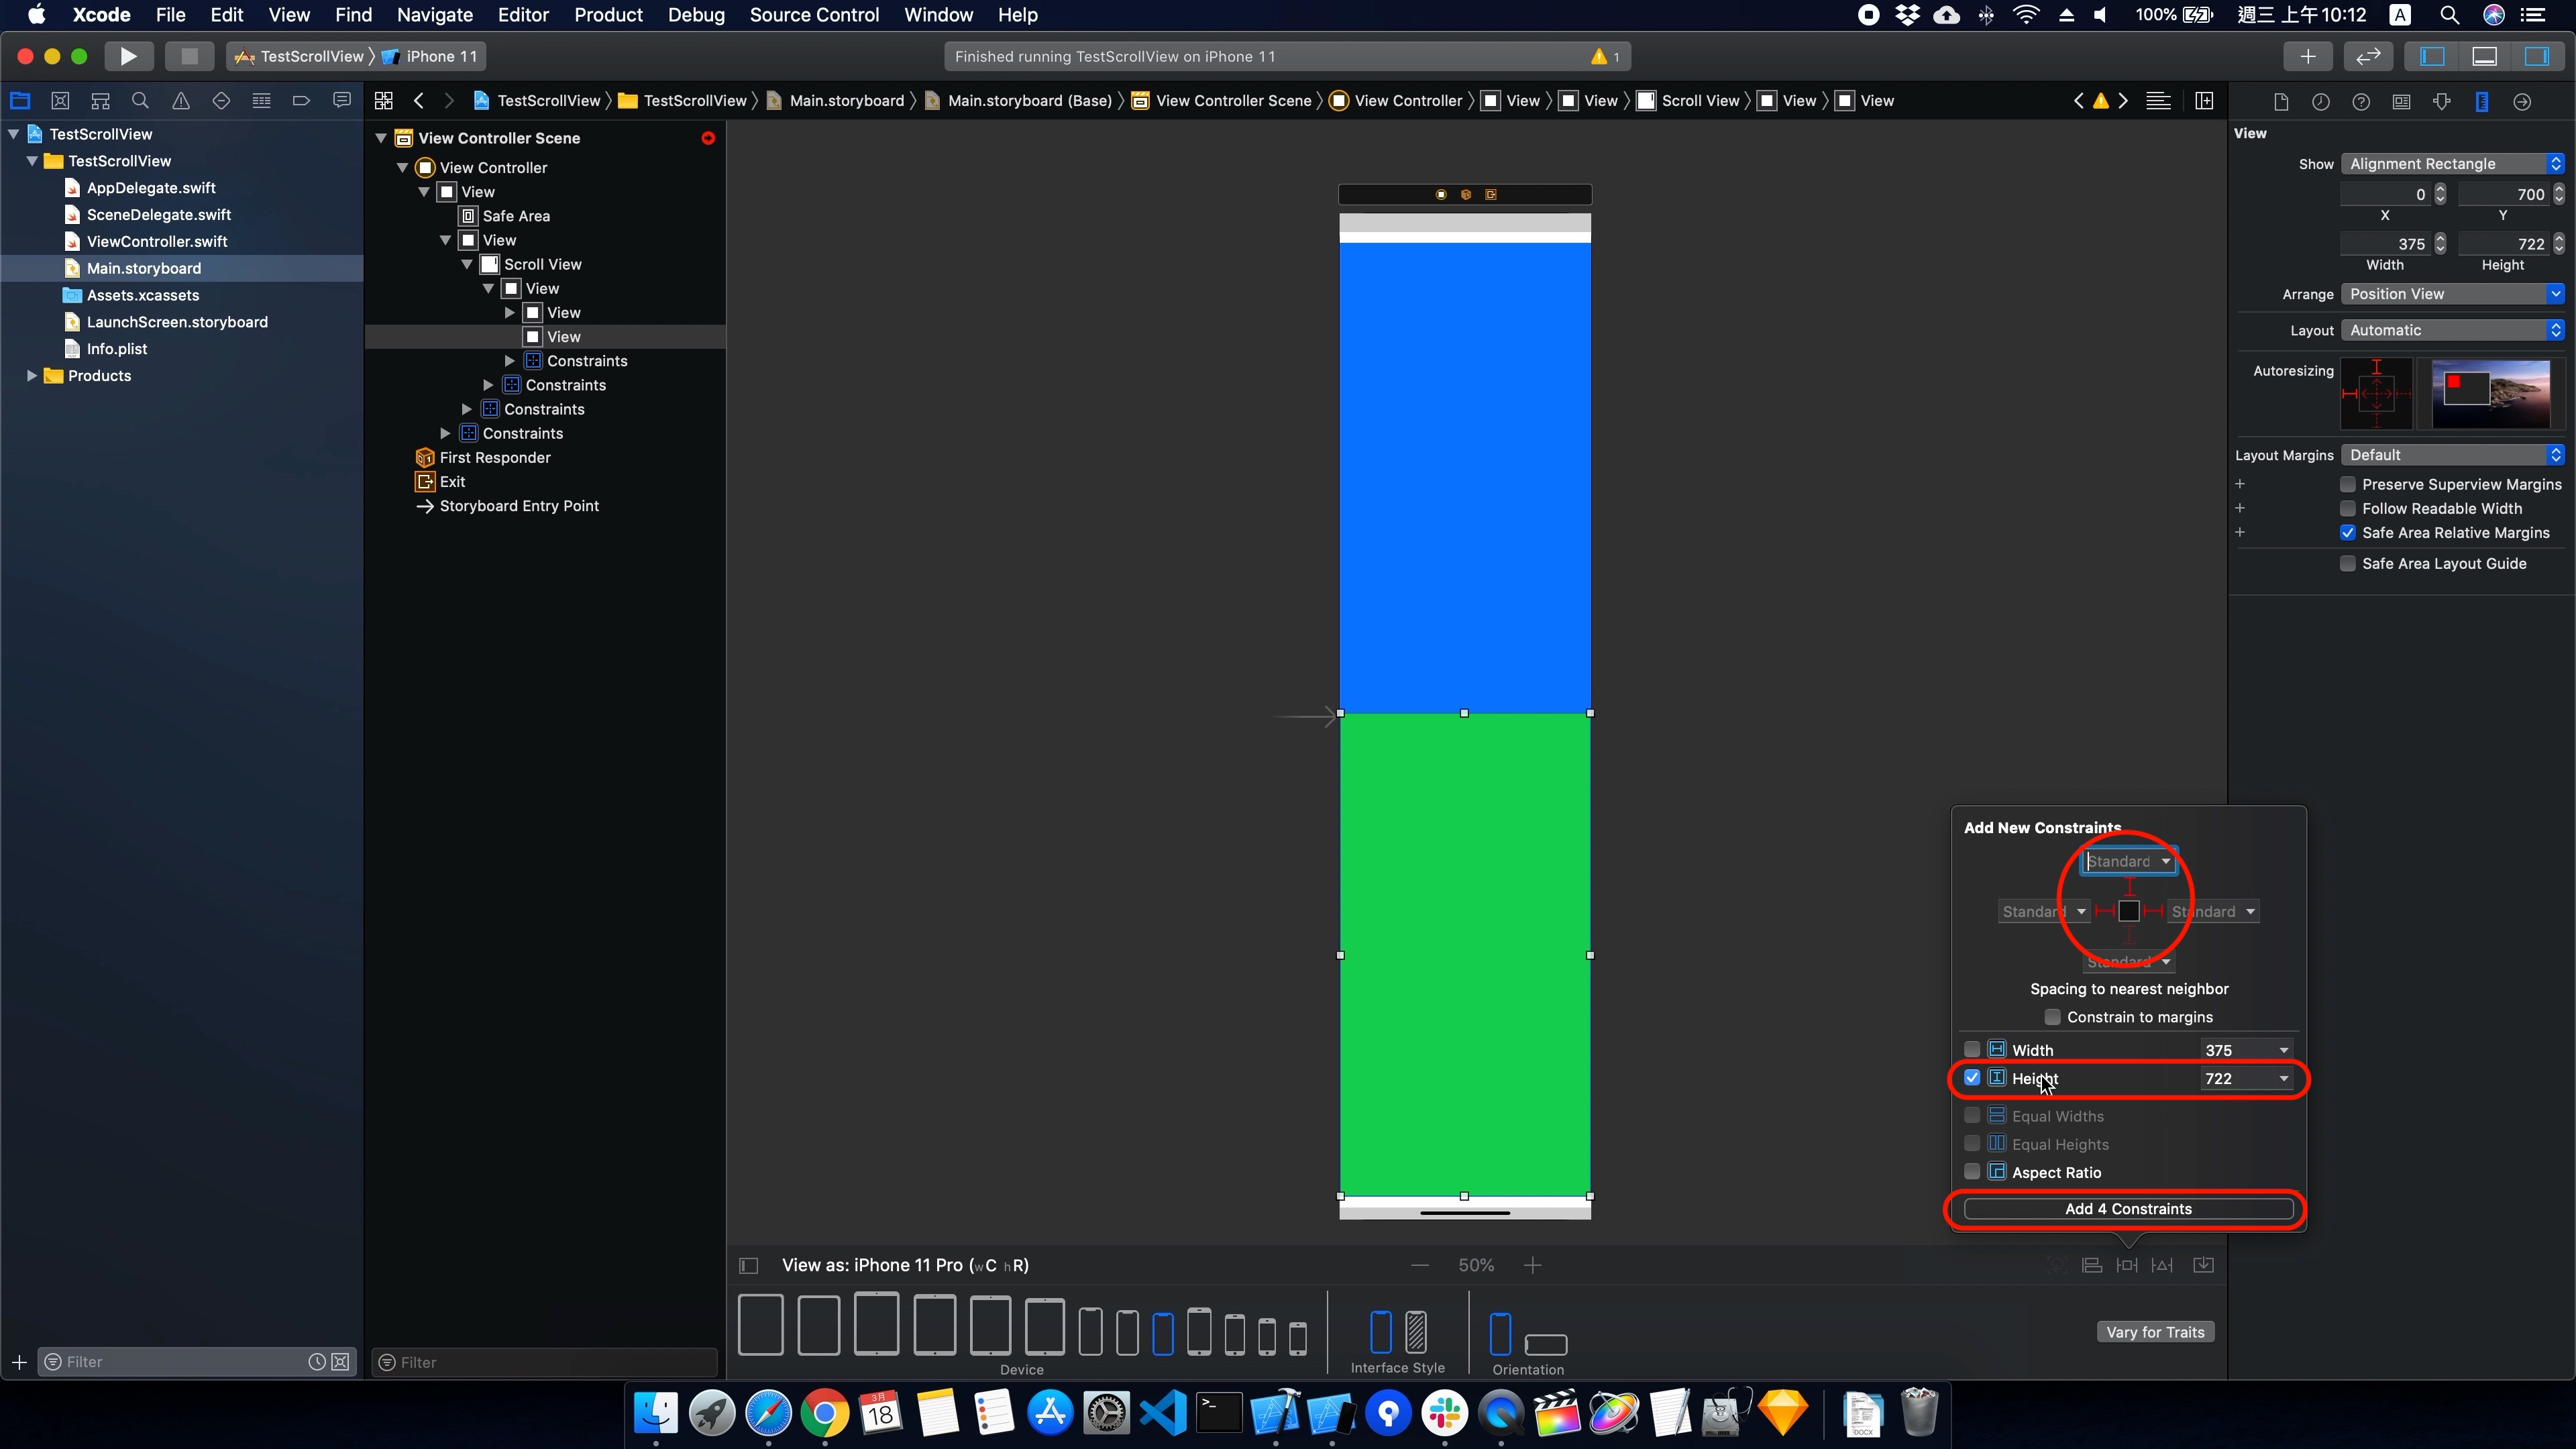 Xcode File Edit View Find Navigate Editor Product Debug Source Control Window Help
100% 週三 上午10:12 A
TestScrollView iPhone 11
Finished running TestScrollView on iPhone 11
1
TestScrollView TestScrollView Main.storyboard Main.storyboard (Base) View Controller Scene View Controller View View Scroll View View View
TestScrollView
TestScrollView
AppDelegate.swift
SceneDelegate.swift
ViewController.swift
Main.storyboard
Assets.xcassets
LaunchScreen.storyboard
Info.plist
Products
View Controller Scene
View Controller
View
Safe Area
View
Scroll View
View
View
View
Constraints
Constraints
Constraints
Constraints
First Responder
Exit
Storyboard Entry Point
View
Show Alignment Rectangle
0 700
X Y
375 722
Width Height
Arrange Position View
Layout Automatic
Autoresizing
Layout Margins Default
Preserve Superview Margins
Follow Readable Width
Safe Area Relative Margins
Safe Area Layout Guide
Add New Constraints
Standard
Standard Standard
Standard
Spacing to nearest neighbor
Constrain to margins
Width 375
Height 722
Equal Widths
Equal Heights
Aspect Ratio
Add 4 Constraints
View as: iPhone 11 Pro (wC hR)
50%
Vary for Traits
Device
Interface Style
Orientation
Filter
Filter
3月
18
DOCX